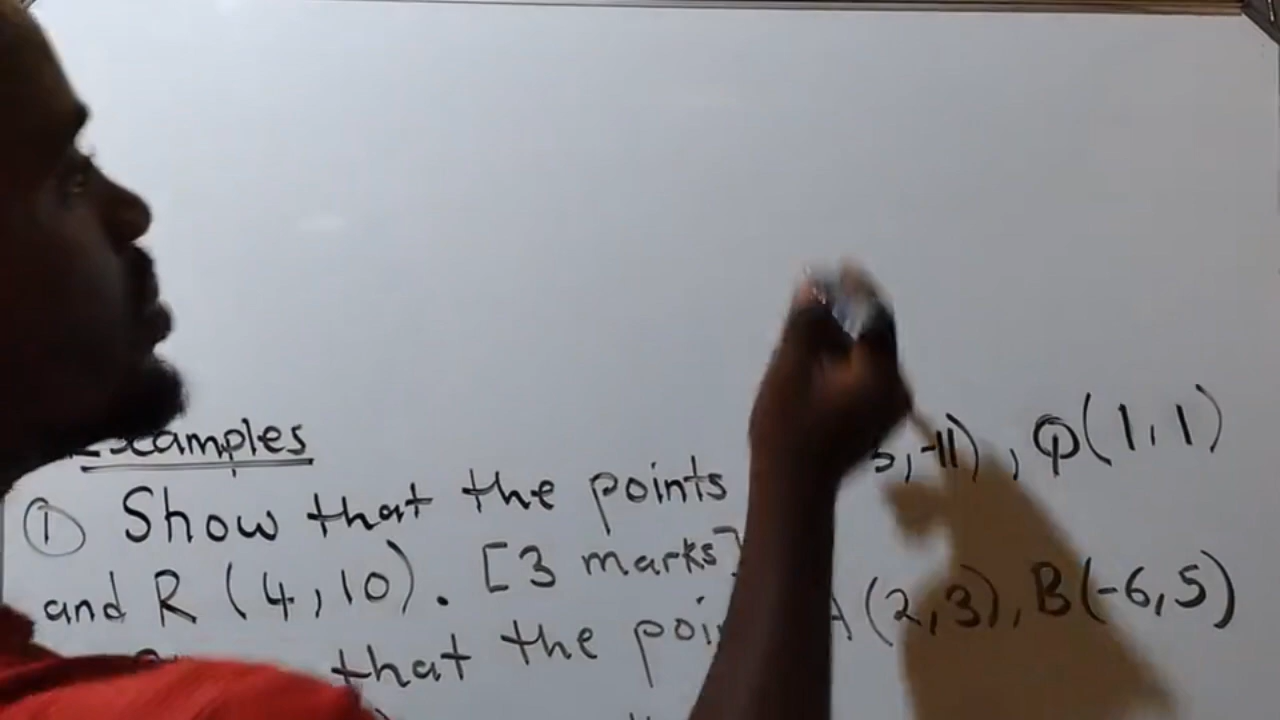 Examples
① Show that the points , -11), Q(1,1)
and R (4,10). [3 marks]
that the A(2,3), B(-6,5)